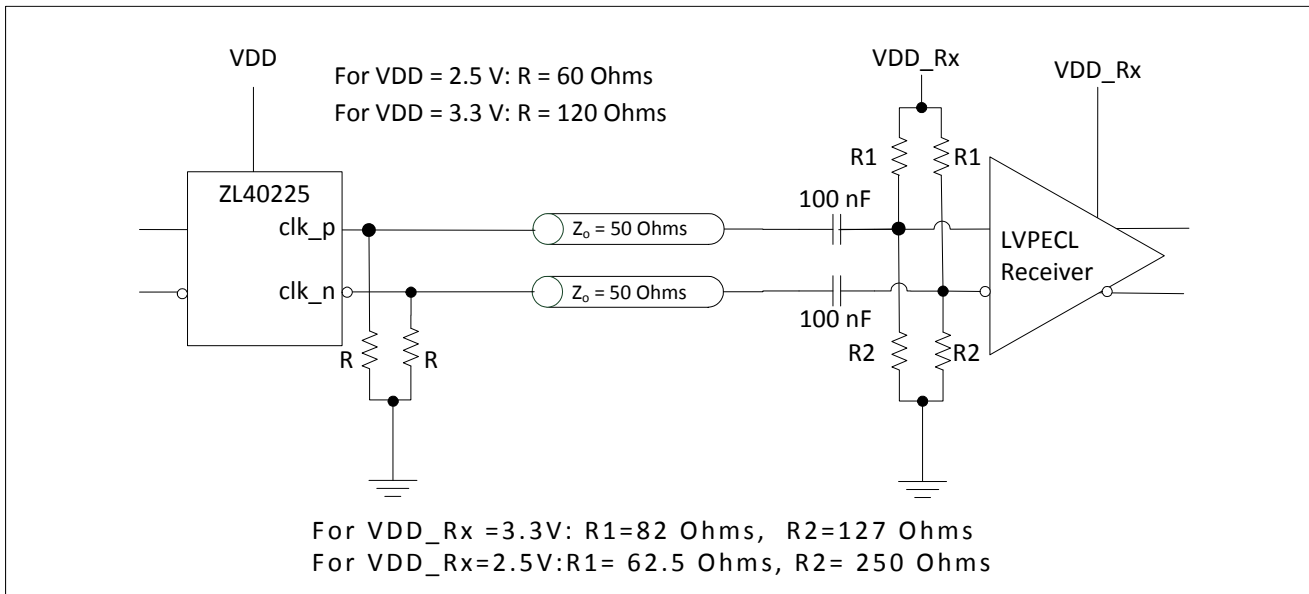 VDD
For VDD = 2.5 V: R = 60 Ohms
For VDD = 3.3 V: R = 120 Ohms
VDD_Rx
VDD_Rx
R1
R1
ZL40225
100 nF
clk_p
Zₒ = 50 Ohms
LVPECL
Receiver
clk_n
Zₒ = 50 Ohms
100 nF
R
R
R2
R2
For VDD_Rx =3.3V: R1=82 Ohms, R2=127 Ohms
For VDD_Rx=2.5V:R1= 62.5 Ohms, R2= 250 Ohms